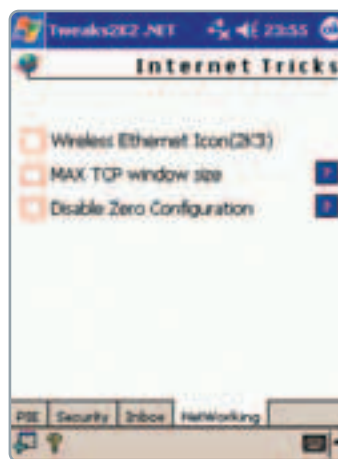 Tweaks2K2 .NET 23:55 ok
Internet Tricks
Wireless Ethernet Icon(2K3)
MAX TCP window size ?
Disable Zero Configuration ?
PIE Security Inbox NetWorking